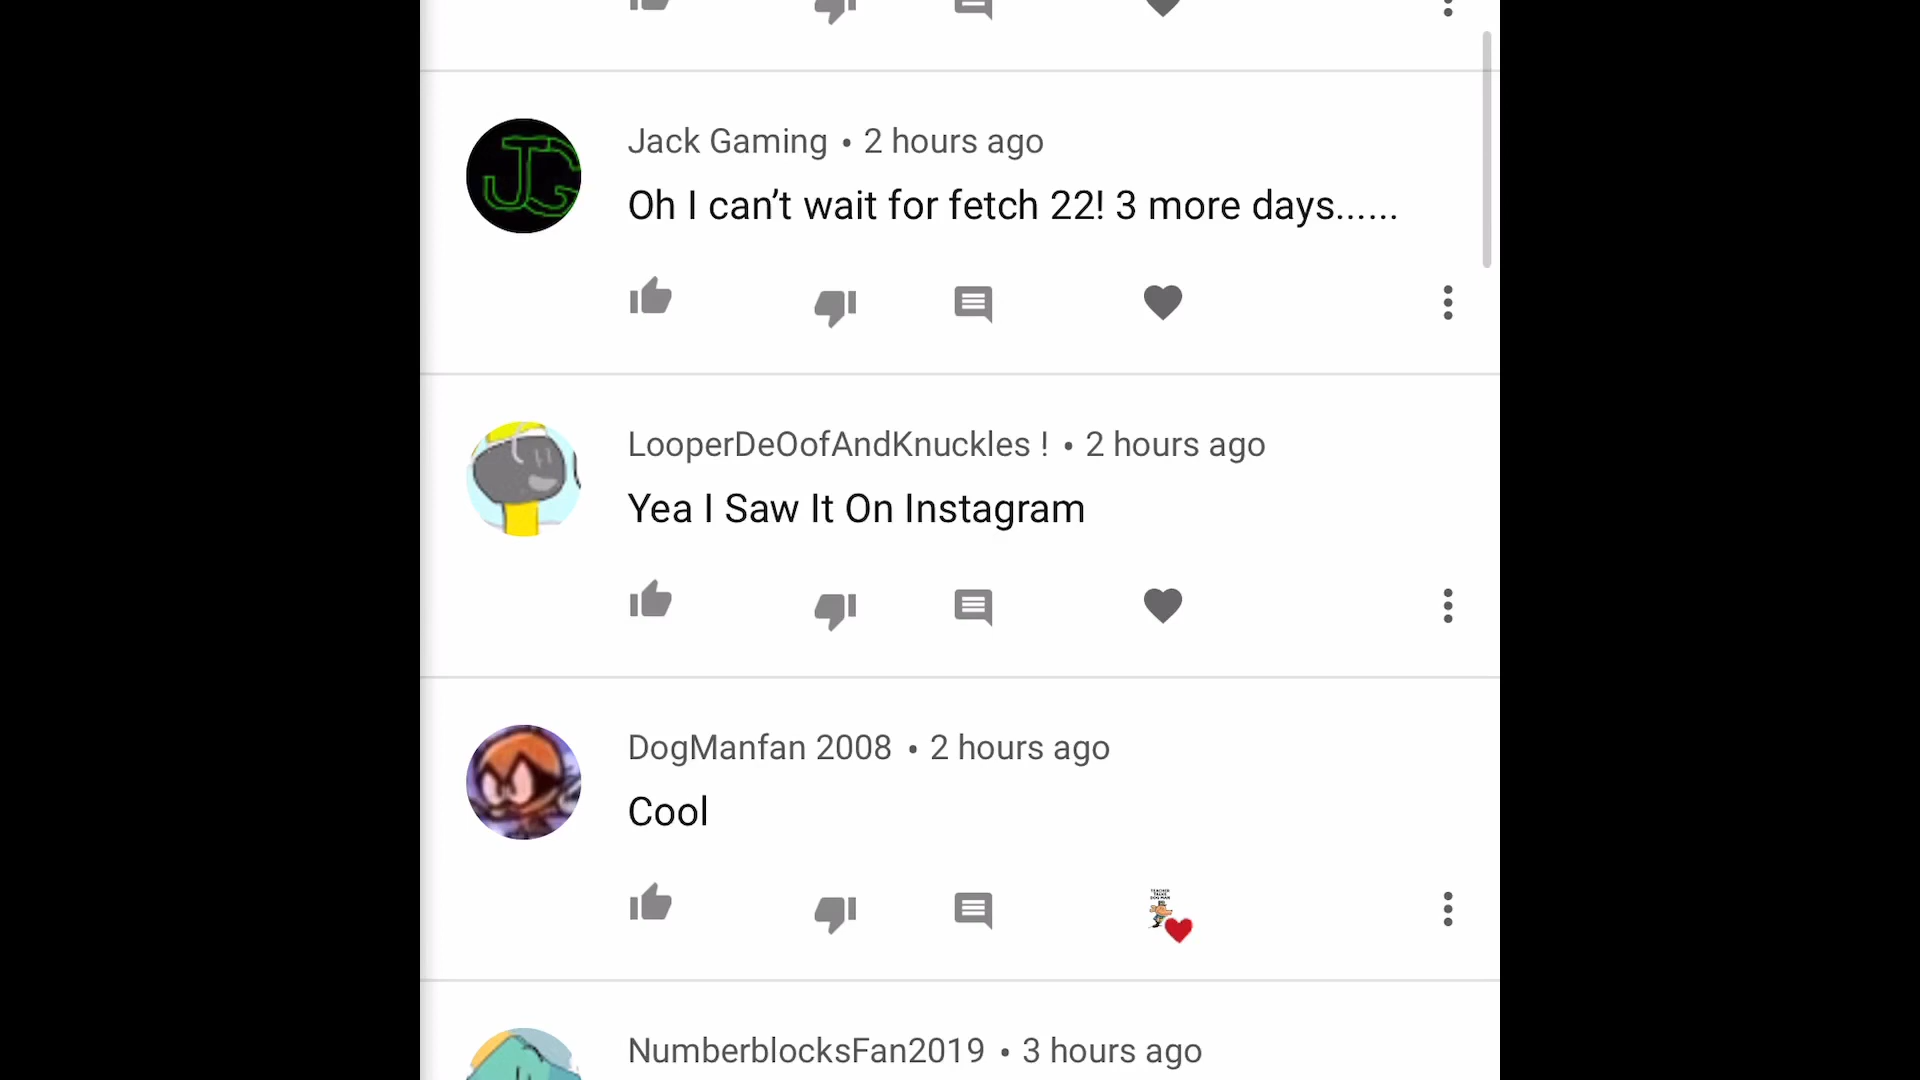 Jack Gaming • 2 hours ago
Oh I can’t wait for fetch 22! 3 more days......
LooperDeOofAndKnuckles ! • 2 hours ago
Yea I Saw It On Instagram
DogManfan 2008 • 2 hours ago
Cool
NumberblocksFan2019 • 3 hours ago